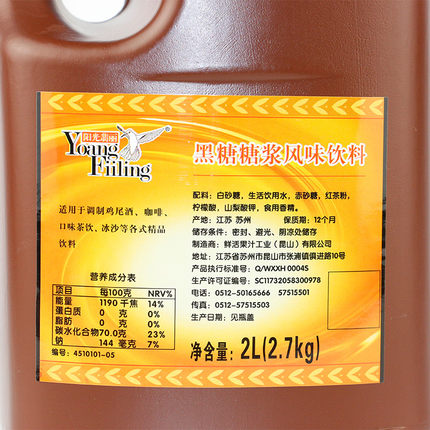 阳光翡丽
Yoang
Fiiling
黑糖糖浆风味饮料
适用于调制鸡尾酒、咖啡、
口味茶饮、冰沙等各式精品
饮料
营养成分表
项目 每100克 NRV%
能量 1190 千焦 14%
蛋白质 0 克 0%
脂肪 0 克 0%
碳水化合物 70.0克 23%
钠 144 毫克 7%
编号：4510101-05
配料：白砂糖，生活饮用水，赤砂糖，红茶粉，
柠檬酸，山梨酸钾，食用香精。
产地：江苏 苏州 保质期：12个月
储存条件：密封、避光、阴凉处储存
制造商：鲜活果汁工业（昆山）有限公司
地址：江苏省苏州市昆山市张浦镇俱进路10号
执行标准号：Q/WXXH 0004S
生产许可证编号：SC11732058300978
电话：0512-50165666 57515501
传真：0512-57515503
生产日期：见瓶盖
净含量：2L(2.7kg)